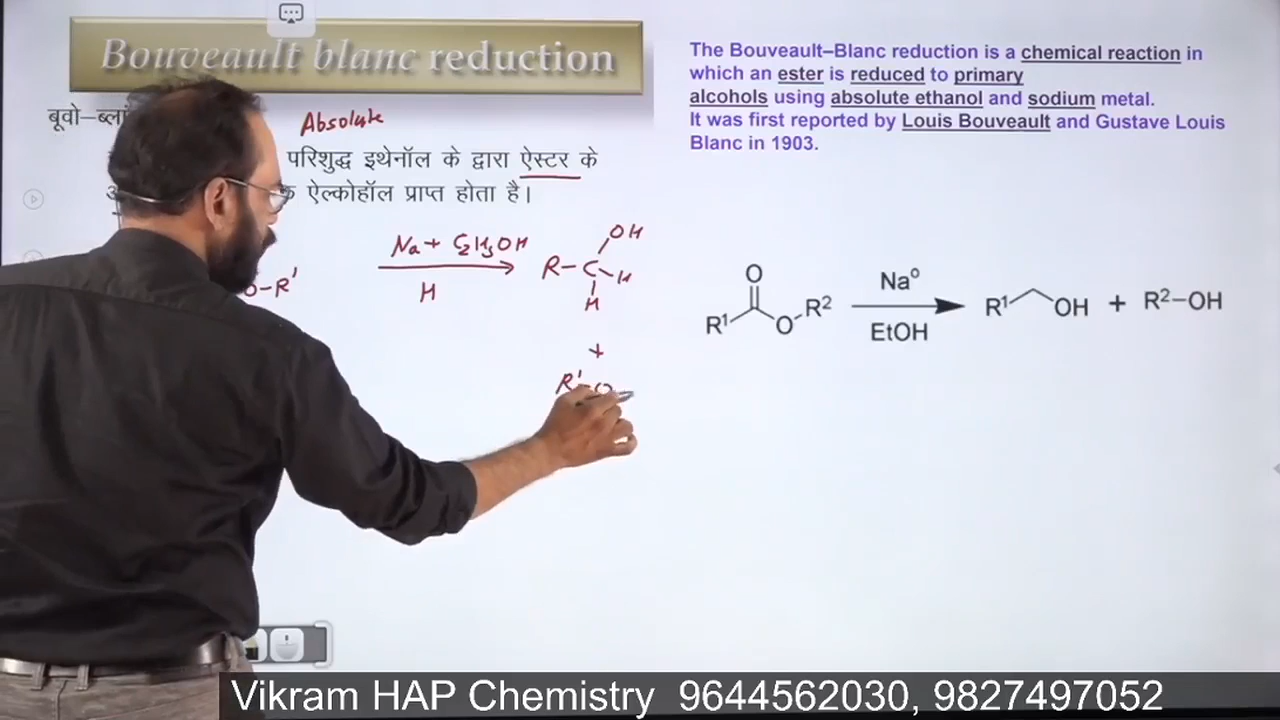 Bouveault blanc reduction
बूवो–ब्लां
Absolute
परिशुद्ध इथेनॉल के द्वारा ऐस्टर के
ऐल्कोहॉल प्राप्त होता है।
O–R'
Na + C2H5OH
H
R–C
OH
H
H
+
R'–O
The Bouveault–Blanc reduction is a chemical reaction in
which an ester is reduced to primary
alcohols using absolute ethanol and sodium metal.
It was first reported by Louis Bouveault and Gustave Louis
Blanc in 1903.
O
R¹ O R²
Na⁰
EtOH
R¹ OH + R²–OH
Vikram HAP Chemistry 9644562030, 9827497052